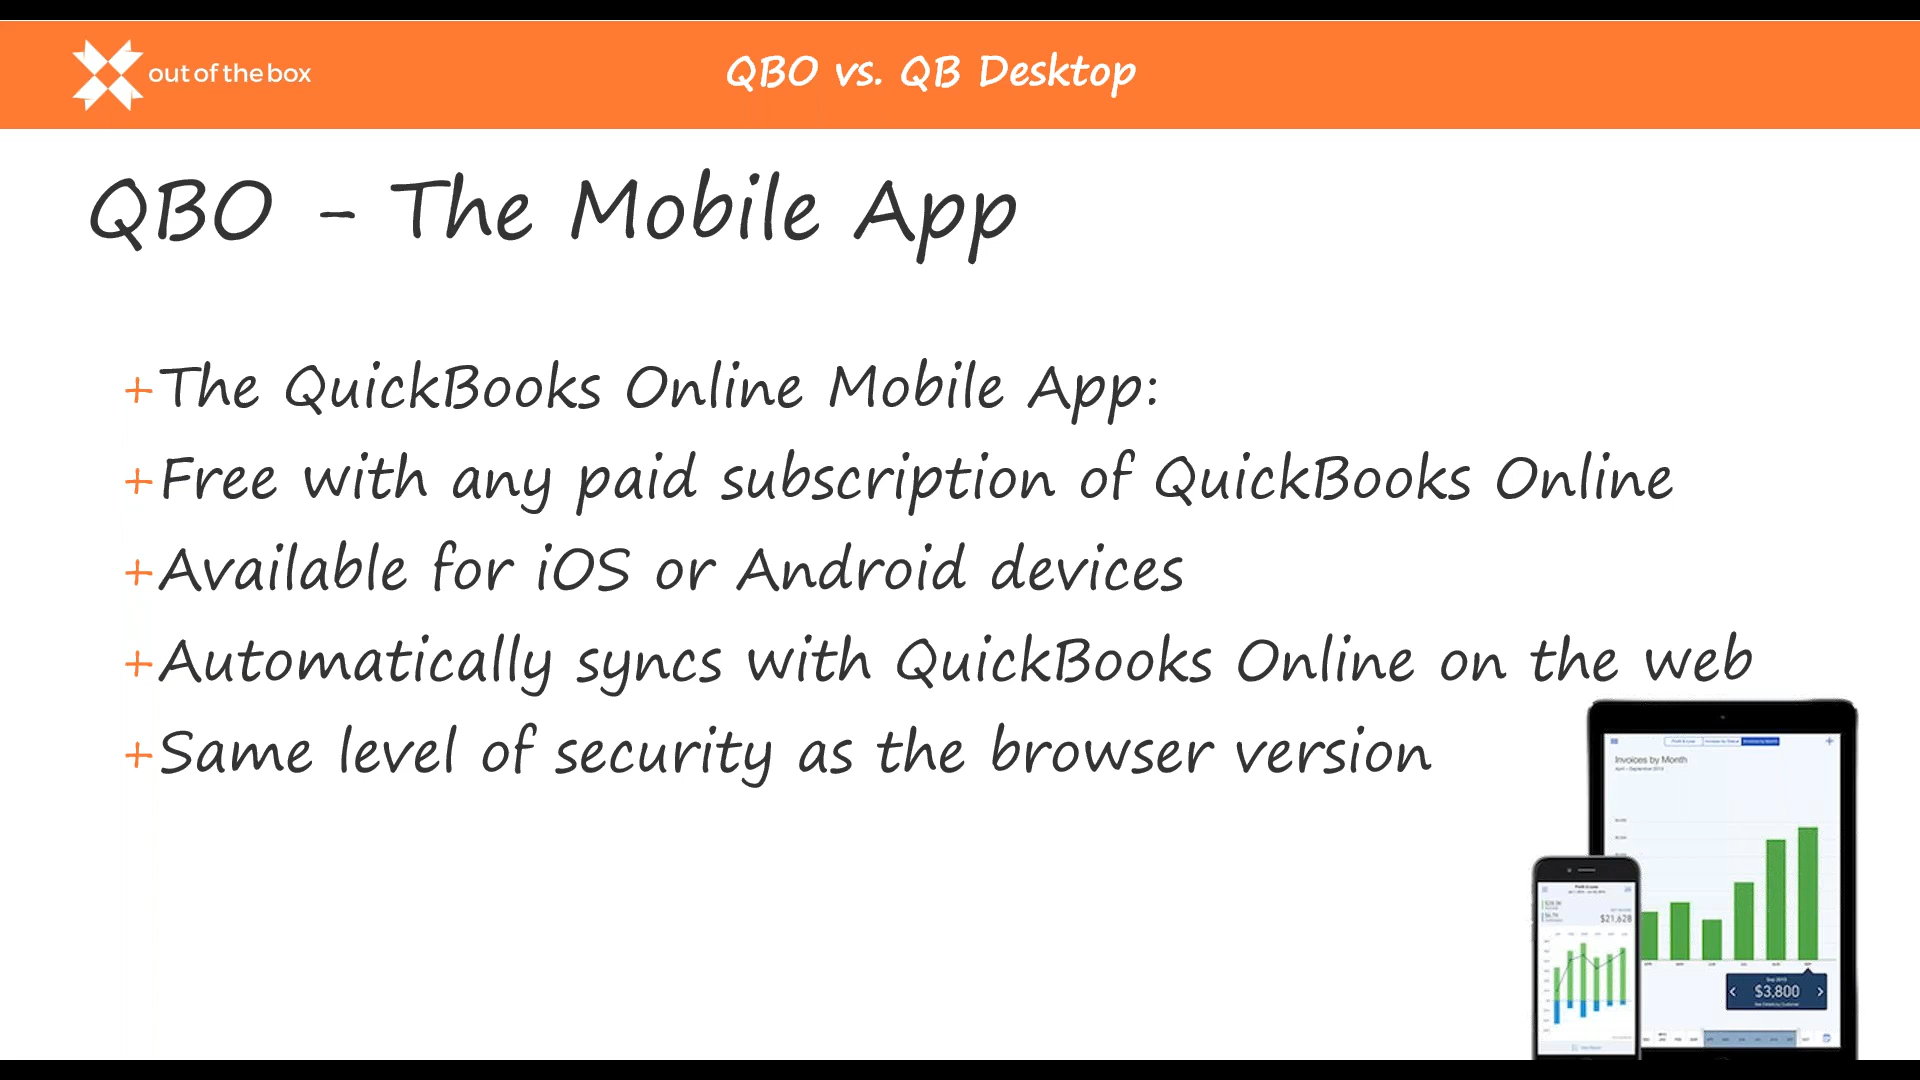 out of the box
QBO vs. QB Desktop
QBO - The Mobile App
+The QuickBooks Online Mobile App:
+Free with any paid subscription of QuickBooks Online
+Available for iOS or Android devices
+Automatically syncs with QuickBooks Online on the web
+Same level of security as the browser version
Invoices by Month
$21,628
$3,800